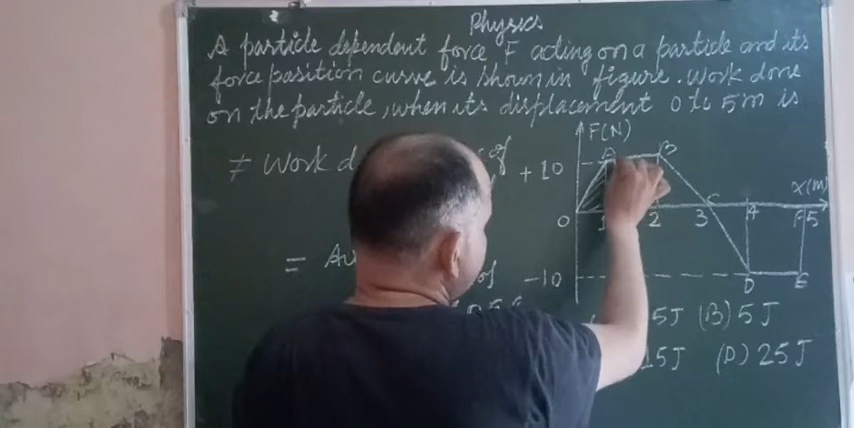 Physics
A particle dependent force F acting on a particle and its
force position curve is shown in figure. Work done
on the particle, when its displacement 0 to 5m is
F(N)
≠ Work of
+10 A B
x(m)
0 1 2 3 C 4 F 5
= of -10
D E
5J (B) 5J
15J (D) 25J